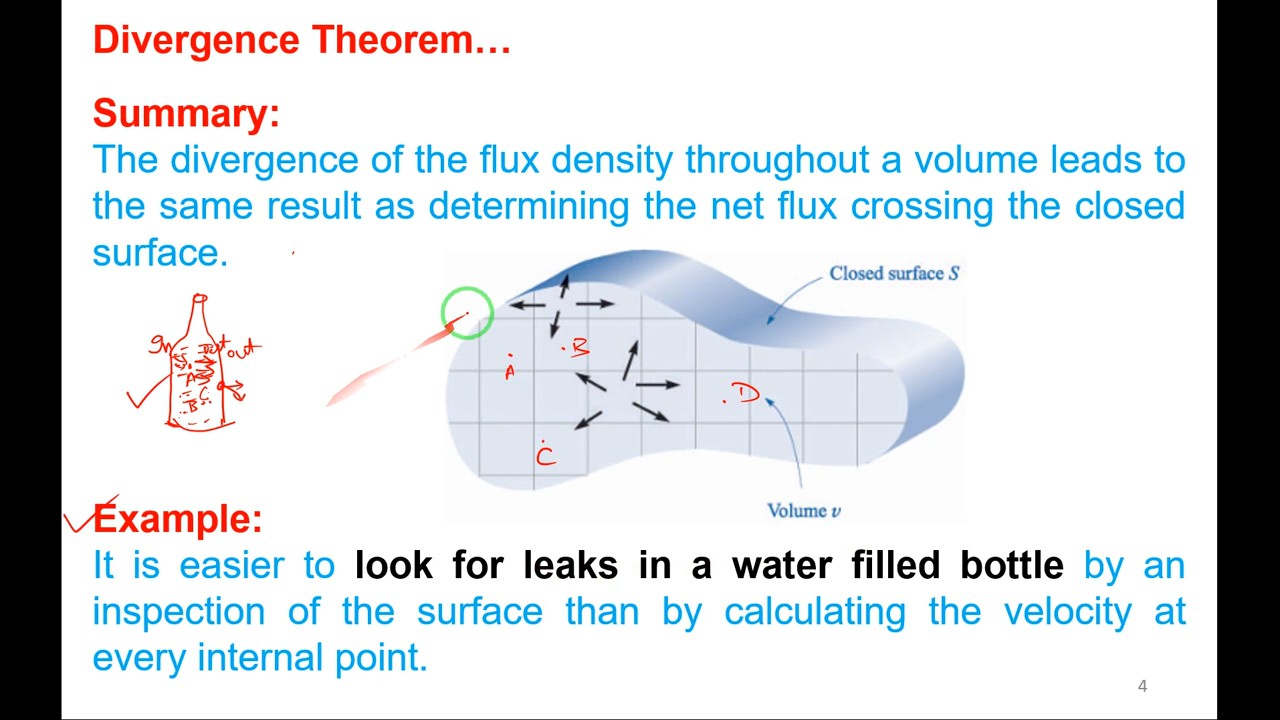 Divergence Theorem...
Summary:
The divergence of the flux density throughout a volume leads to
the same result as determining the net flux crossing the closed
surface.
Closed surface S
In
out
A
C
B
B
A
D
C
Volume v
Example:
It is easier to look for leaks in a water filled bottle by an
inspection of the surface than by calculating the velocity at
every internal point.
4